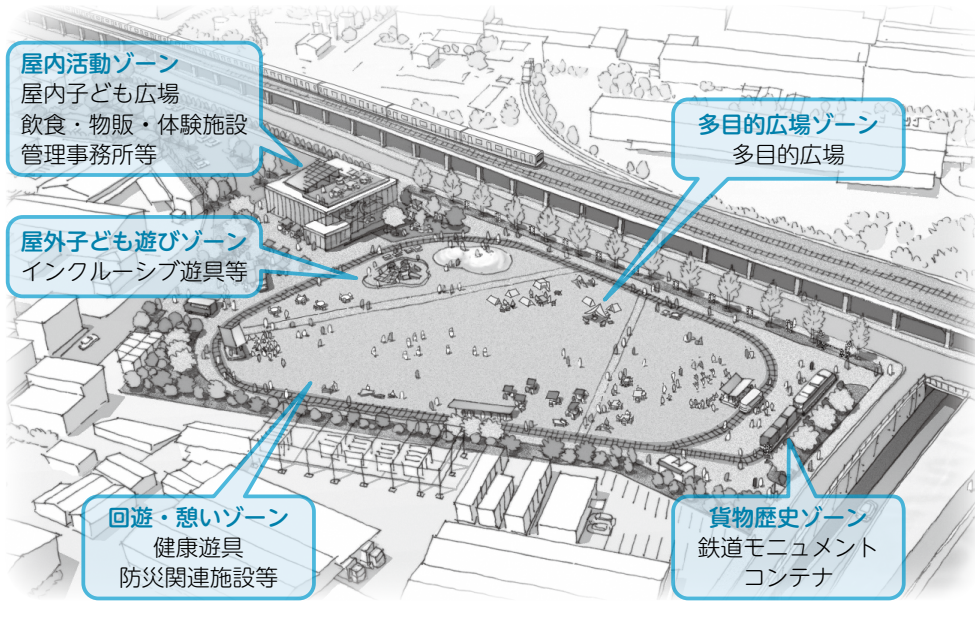 屋内活動ゾーン
屋内子ども広場
飲食・物販・体験施設
管理事務所等
多目的広場ゾーン
多目的広場
屋外子ども遊びゾーン
インクルーシブ遊具等
回遊・憩いゾーン
健康遊具
防災関連施設等
貨物歴史ゾーン
鉄道モニュメント
コンテナ